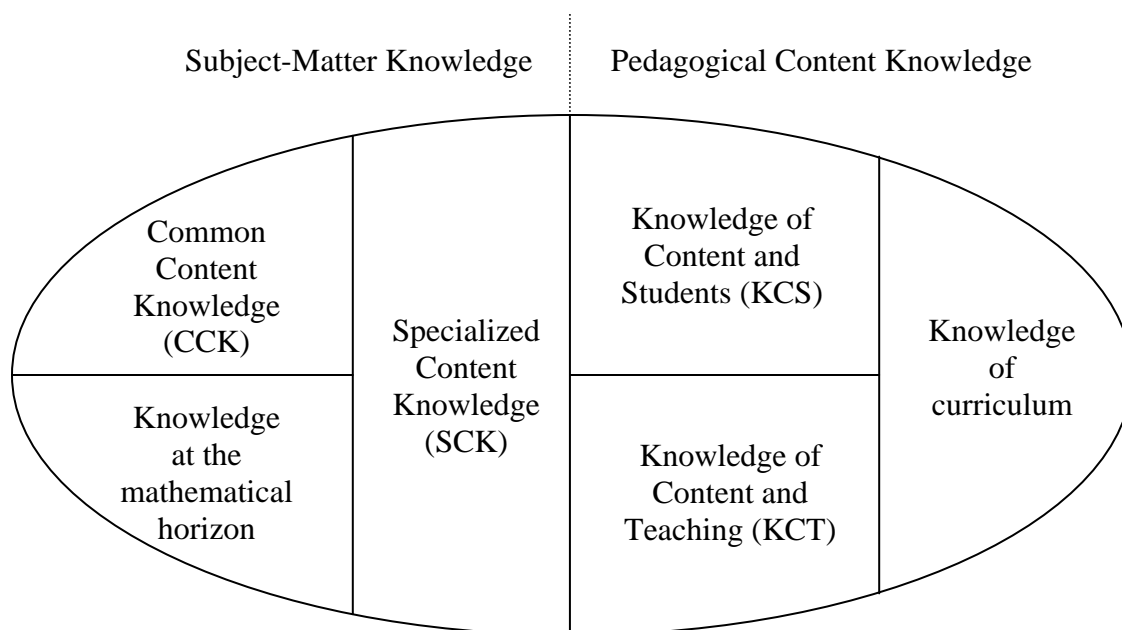 Subject-Matter Knowledge
Pedagogical Content Knowledge
Common
Content
Knowledge
(CCK)
Knowledge
at the
mathematical
horizon
Specialized
Content
Knowledge
(SCK)
Knowledge of
Content and
Students (KCS)
Knowledge of
Content and
Teaching (KCT)
Knowledge
of
curriculum